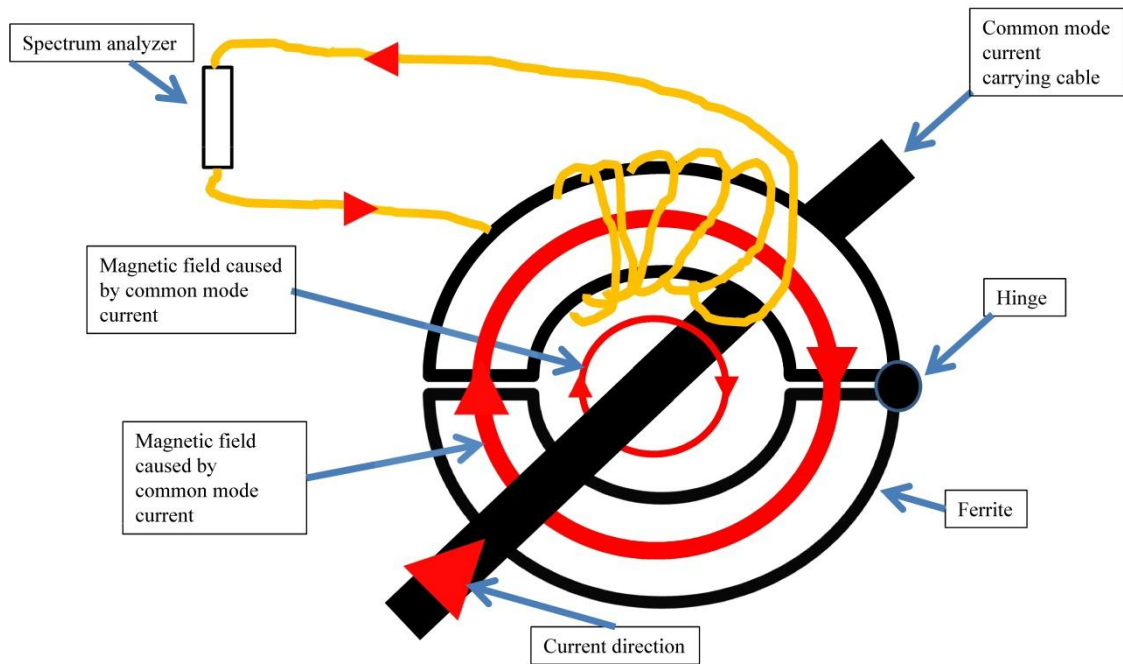 Spectrum analyzer
Common mode
current
carrying cable
Magnetic field caused
by common mode
current
Hinge
Magnetic field
caused by
common mode
current
Ferrite
Current direction